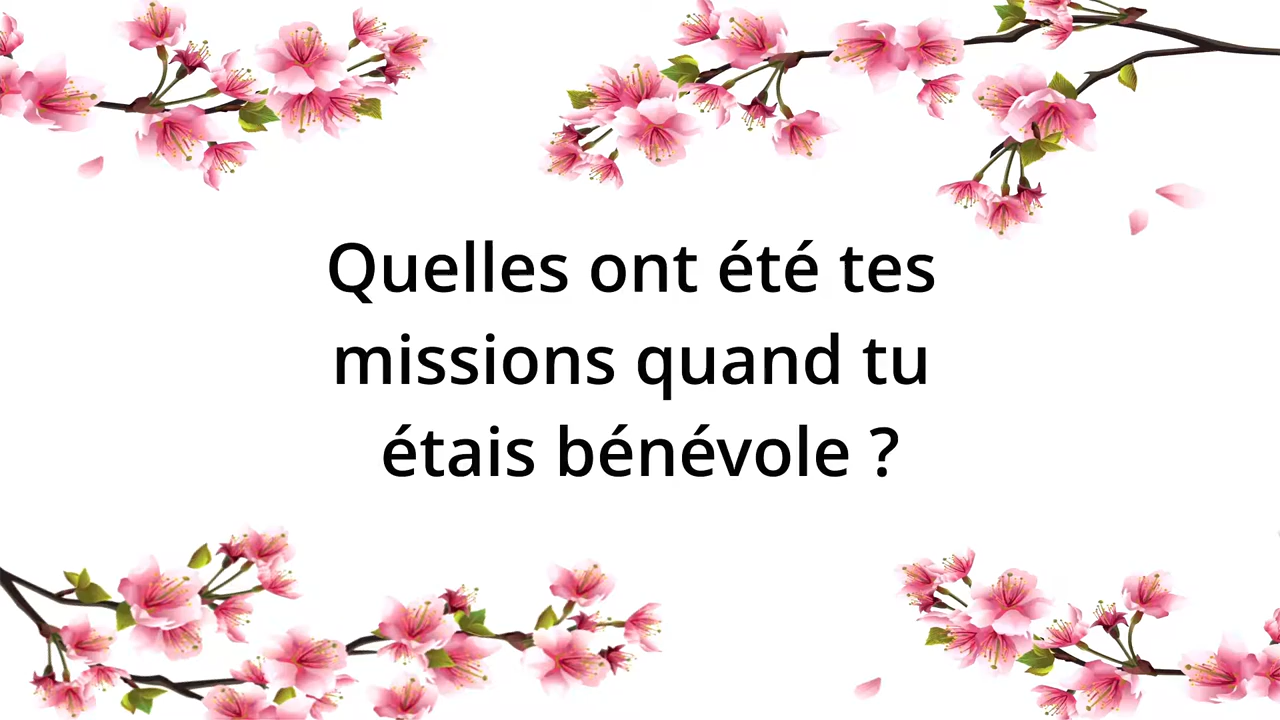 Quelles ont été tes
missions quand tu
étais bénévole ?